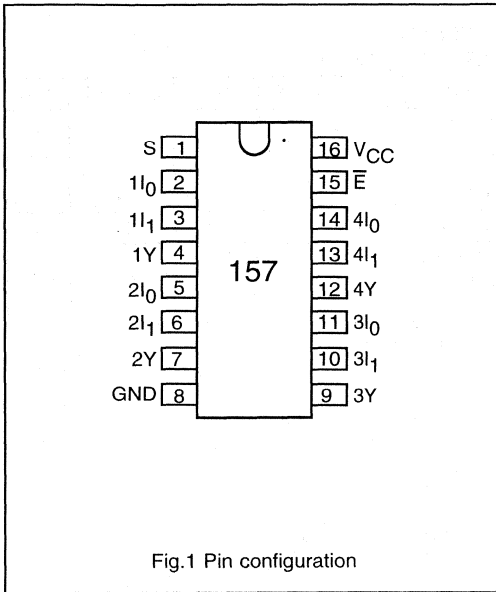 S 1 16 VCC
1I0 2 15 E̅
1I1 3 14 4I0
1Y 4 13 4I1
157
2I0 5 12 4Y
2I1 6 11 3I0
2Y 7 10 3I1
GND 8 9 3Y
Fig.1 Pin configuration